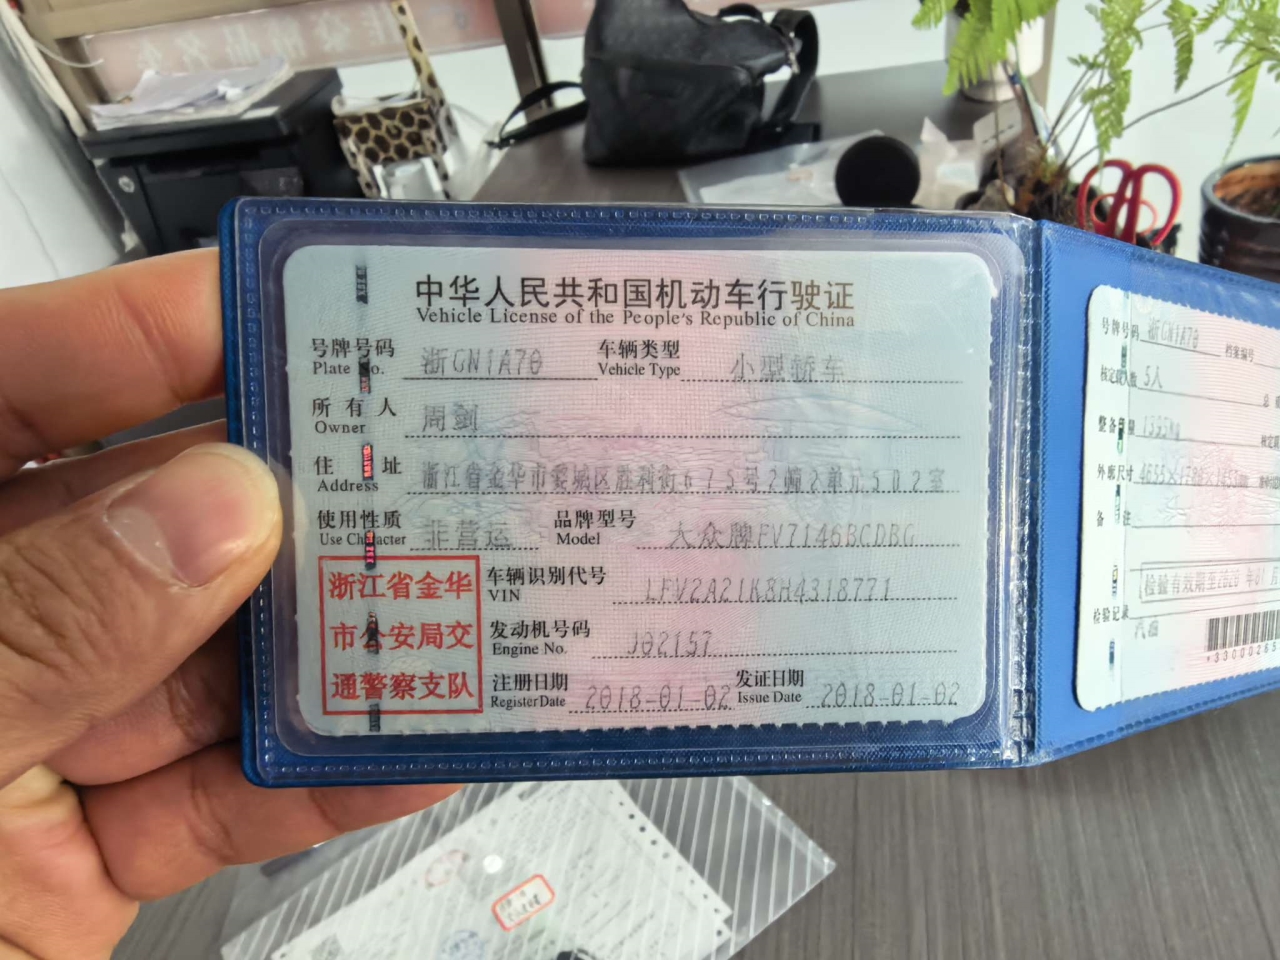 中华人民共和国机动车行驶证
Vehicle License of the People's Republic of China
号牌号码 浙GN1A70 车辆类型 小型轿车
Plate No. Vehicle Type
所有人 周剑
Owner
住址 浙江省金华市婺城区胜利街675号2幢2单元502室
Address
使用性质 非营运 品牌型号 大众牌FV7146BCDBG
Use Character Model
浙江省金华
市公安局交
通警察支队
车辆识别代号 LFV2A21K8H4318771
VIN
发动机号码 J02157
Engine No.
注册日期 2018-01-02 发证日期 2018-01-02
Register Date Issue Date
号牌号码 浙GN1A70 档案编号
核定载人数 5人
整备质量
外廓尺寸
备注
检验有效期至2020年01月
检验记录
汽油